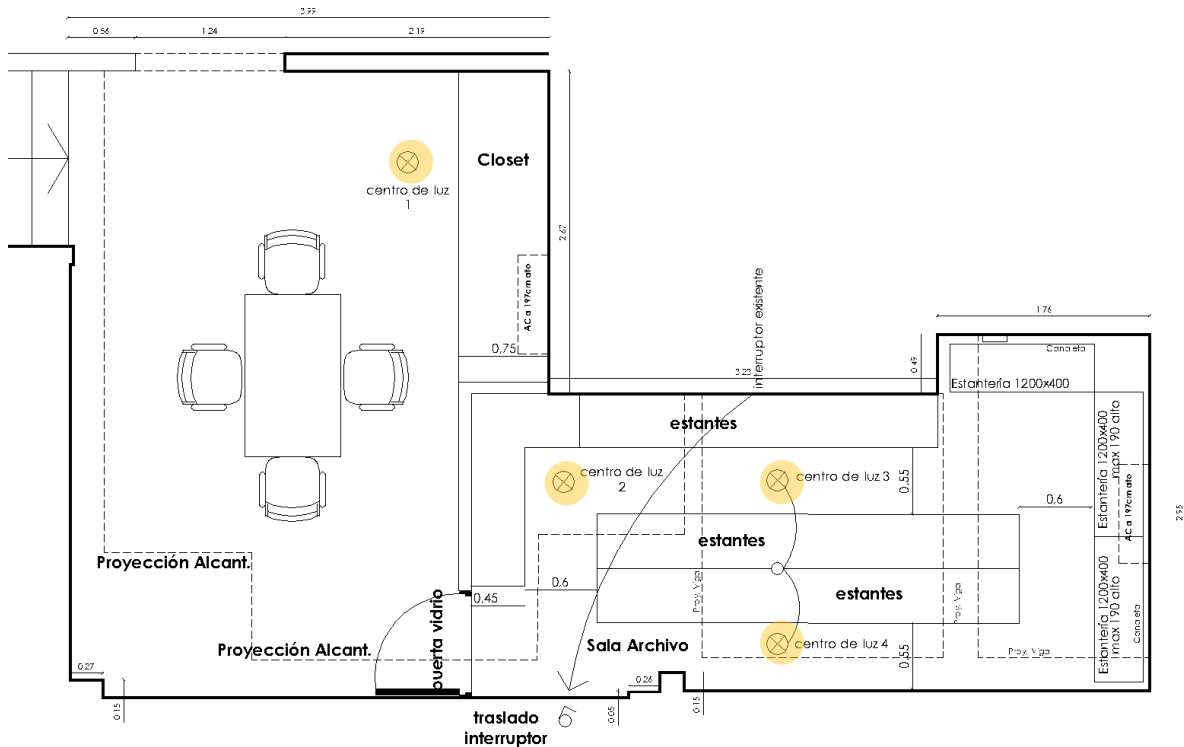 3.99
0.56
1.24
2.19
Closet
centro de luz
1
2.67
AC a 197cm alto
0,75
interruptor existente
3.23
0.49
1.76
Canaleta
Estantería 1200x400
estantes
centro de luz
2
centro de luz 3
0,55
Estantería 1200x400
max 190 alto
AC a 197cm alto
0,6
2.95
estantes
Proyección Alcant.
0,6
0,45
Proy. Viga
estantes
Proy. Viga
Estantería 1200x400
max 190 alto
Canaleta
puerta vidrio
Proyección Alcant.
Sala Archivo
centro de luz 4
0,55
Proy. Viga
0.27
0.15
0.26
0.05
0.15
traslado
interruptor